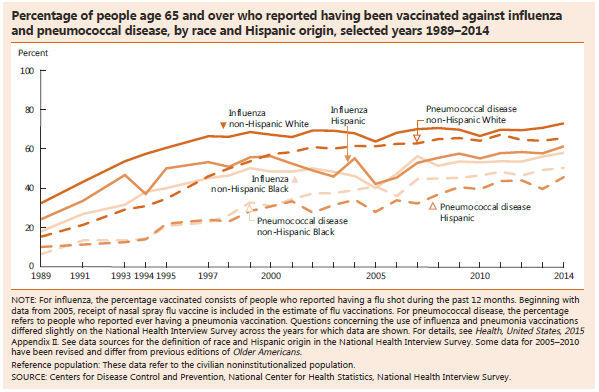 Percentage of people age 65 and over who reported having been vaccinated against influenza
and pneumococcal disease, by race and Hispanic origin, selected years 1989–2014
Percent
100
80
60
40
20
0
Influenza
non-Hispanic White
Influenza
Hispanic
Pneumococcal disease
non-Hispanic White
Influenza
non-Hispanic Black
Pneumococcal disease
non-Hispanic Black
Pneumococcal disease
Hispanic
1989 1991 1993 1994 1995 1997 2000 2005 2010 2014
NOTE: For influenza, the percentage vaccinated consists of people who reported having a flu shot during the past 12 months. Beginning with
data from 2005, receipt of nasal spray flu vaccine is included in the estimate of flu vaccinations. For pneumococcal disease, the percentage
refers to people who reported ever having a pneumonia vaccination. Questions concerning the use of influenza and pneumonia vaccinations
differed slightly on the National Health Interview Survey across the years for which data are shown. For details, see Health, United States, 2015
Appendix II. See data sources for the definition of race and Hispanic origin in the National Health Interview Survey. Some data for 2005–2010
have been revised and differ from previous editions of Older Americans.
Reference population: These data refer to the civilian noninstitutionalized population.
SOURCE: Centers for Disease Control and Prevention, National Center for Health Statistics, National Health Interview Survey.